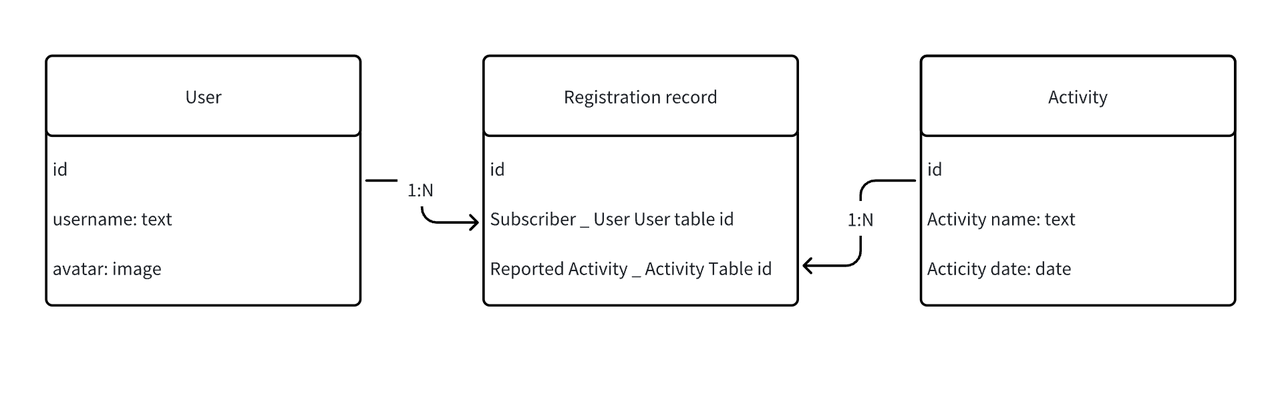 User
id
username: text
avatar: image
1:N
Registration record
id
Subscriber _ User User table id
Reported Activity _ Activity Table id
1:N
Activity
id
Activity name: text
Acticity date: date